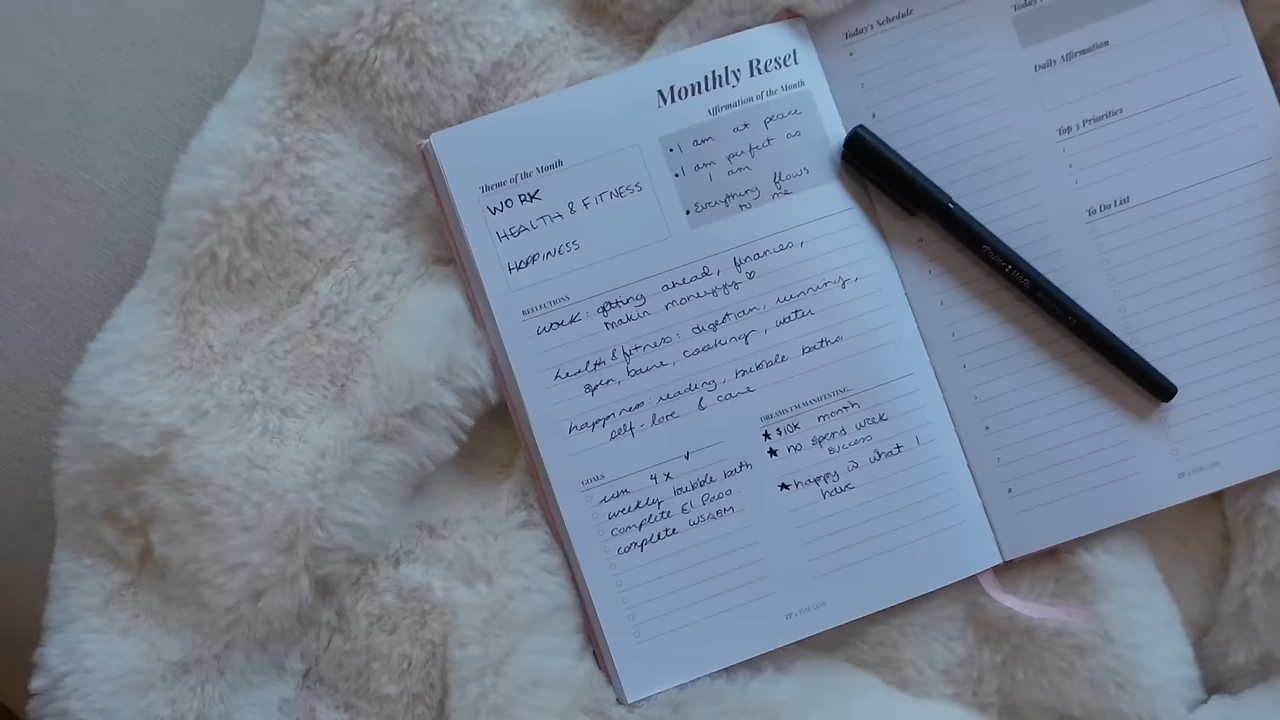 Monthly Reset
Affirmation of the Month
• I am at peace
• I am perfect as
I am
• Everything flows
to me
Theme of the Month
WORK
HEALTH & FITNESS
HAPPINESS
REFLECTIONS
work: getting ahead, finances,
makin moneyyy ♡
health & fitness: digestion, running,
spin, barre, cooking, water
happiness: reading, bubble baths
self-love & care
GOALS
run 4x
weekly bubble bath
complete El Paso
complete
DREAMS I'M MANIFESTING...
★ $10K month
★ no spend week
success
★ happy w what I
have
Today's Schedule
6
7
8
Daily Affirmation
Top 3 Priorities
To Do List